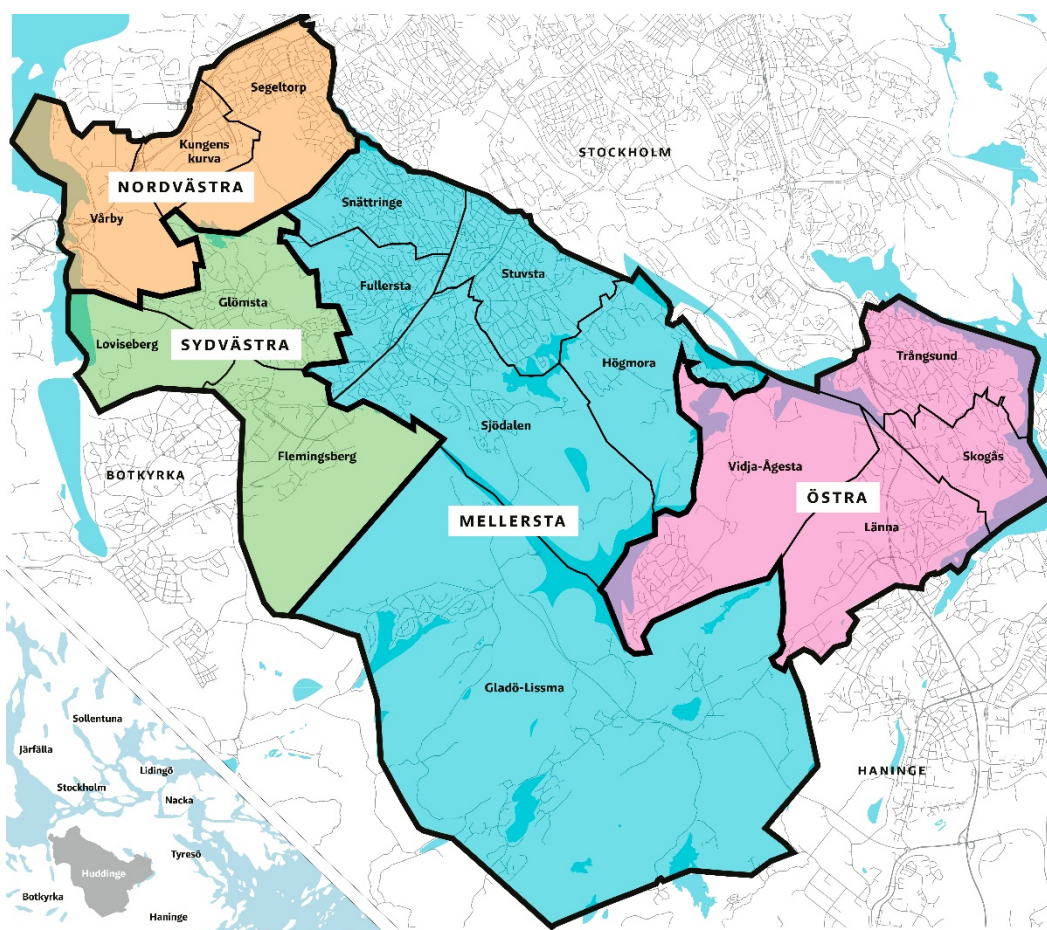 Segeltorp
Kungens
kurva
STOCKHOLM
NORDVÄSTRA
Snättringe
Vårby
Stuvsta
Fullersta
Glömsta
Loviseberg
SYDVÄSTRA
Högmora
Trångsund
Sjödalen
Flemingsberg
Skogås
Vidja-Ågesta
BOTKYRKA
ÖSTRA
MELLERSTA
Länna
Gladö-Lissma
HANINGE
Sollentuna
Järfälla
Lidingö
Stockholm
Nacka
Tyresö
Huddinge
Botkyrka
Haninge